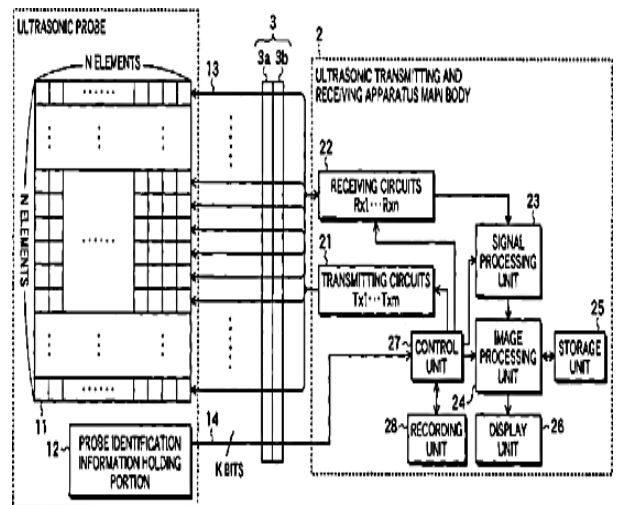 ULTRASONIC PROBE
N ELEMENTS
N ELEMENTS
11
12
PROBE IDENTIFICATION
INFORMATION HOLDING
PORTION
13
14
K BITS
3
3a 3b
2
ULTRASONIC TRANSMITTING AND
RECEIVING APPARATUS MAIN BODY
22
RECEIVING CIRCUITS
Rx1···Rxn
21
TRANSMITTING CIRCUITS
Tx1···Txm
23
SIGNAL
PROCESSING
UNIT
27
CONTROL
UNIT
24
IMAGE
PROCESSING
UNIT
25
STORAGE
UNIT
28
RECORDING
UNIT
26
DISPLAY
UNIT